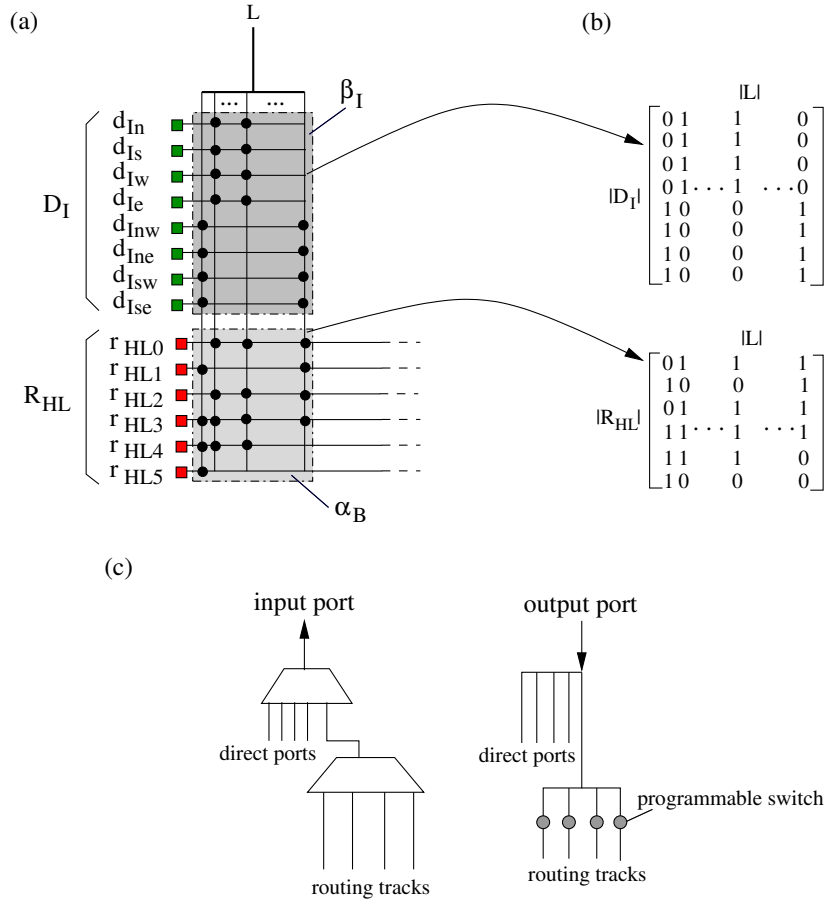 (a)
L
(b)
... ...
β_I
d_In
d_Is
d_Iw
d_Ie
d_Inw
d_Ine
d_Isw
d_Ise
D_I
r_HL0
r_HL1
r_HL2
r_HL3
r_HL4
r_HL5
R_HL
α_B
|L|
|D_I|
0 1 1 0
0 1 1 0
0 1 1 0
0 1 ... 1 ... 0
1 0 0 1
1 0 0 1
1 0 0 1
1 0 0 1
|L|
|R_HL|
0 1 1 1
1 0 0 1
0 1 1 1
1 1 ... 1 ... 1
1 1 1 0
1 0 0 0
(c)
input port
direct ports
routing tracks
output port
direct ports
programmable switch
routing tracks